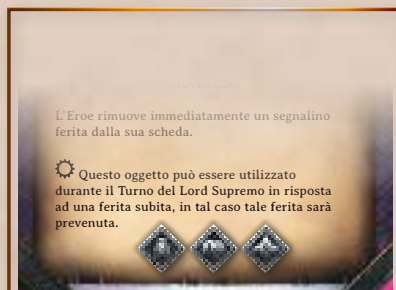 L'Eroe rimuove immediatamente un segnalino
ferita dalla sua scheda.
Questo oggetto può essere utilizzato
durante il Turno del Lord Supremo in risposta
ad una ferita subita, in tal caso tale ferita sarà
prevenuta.